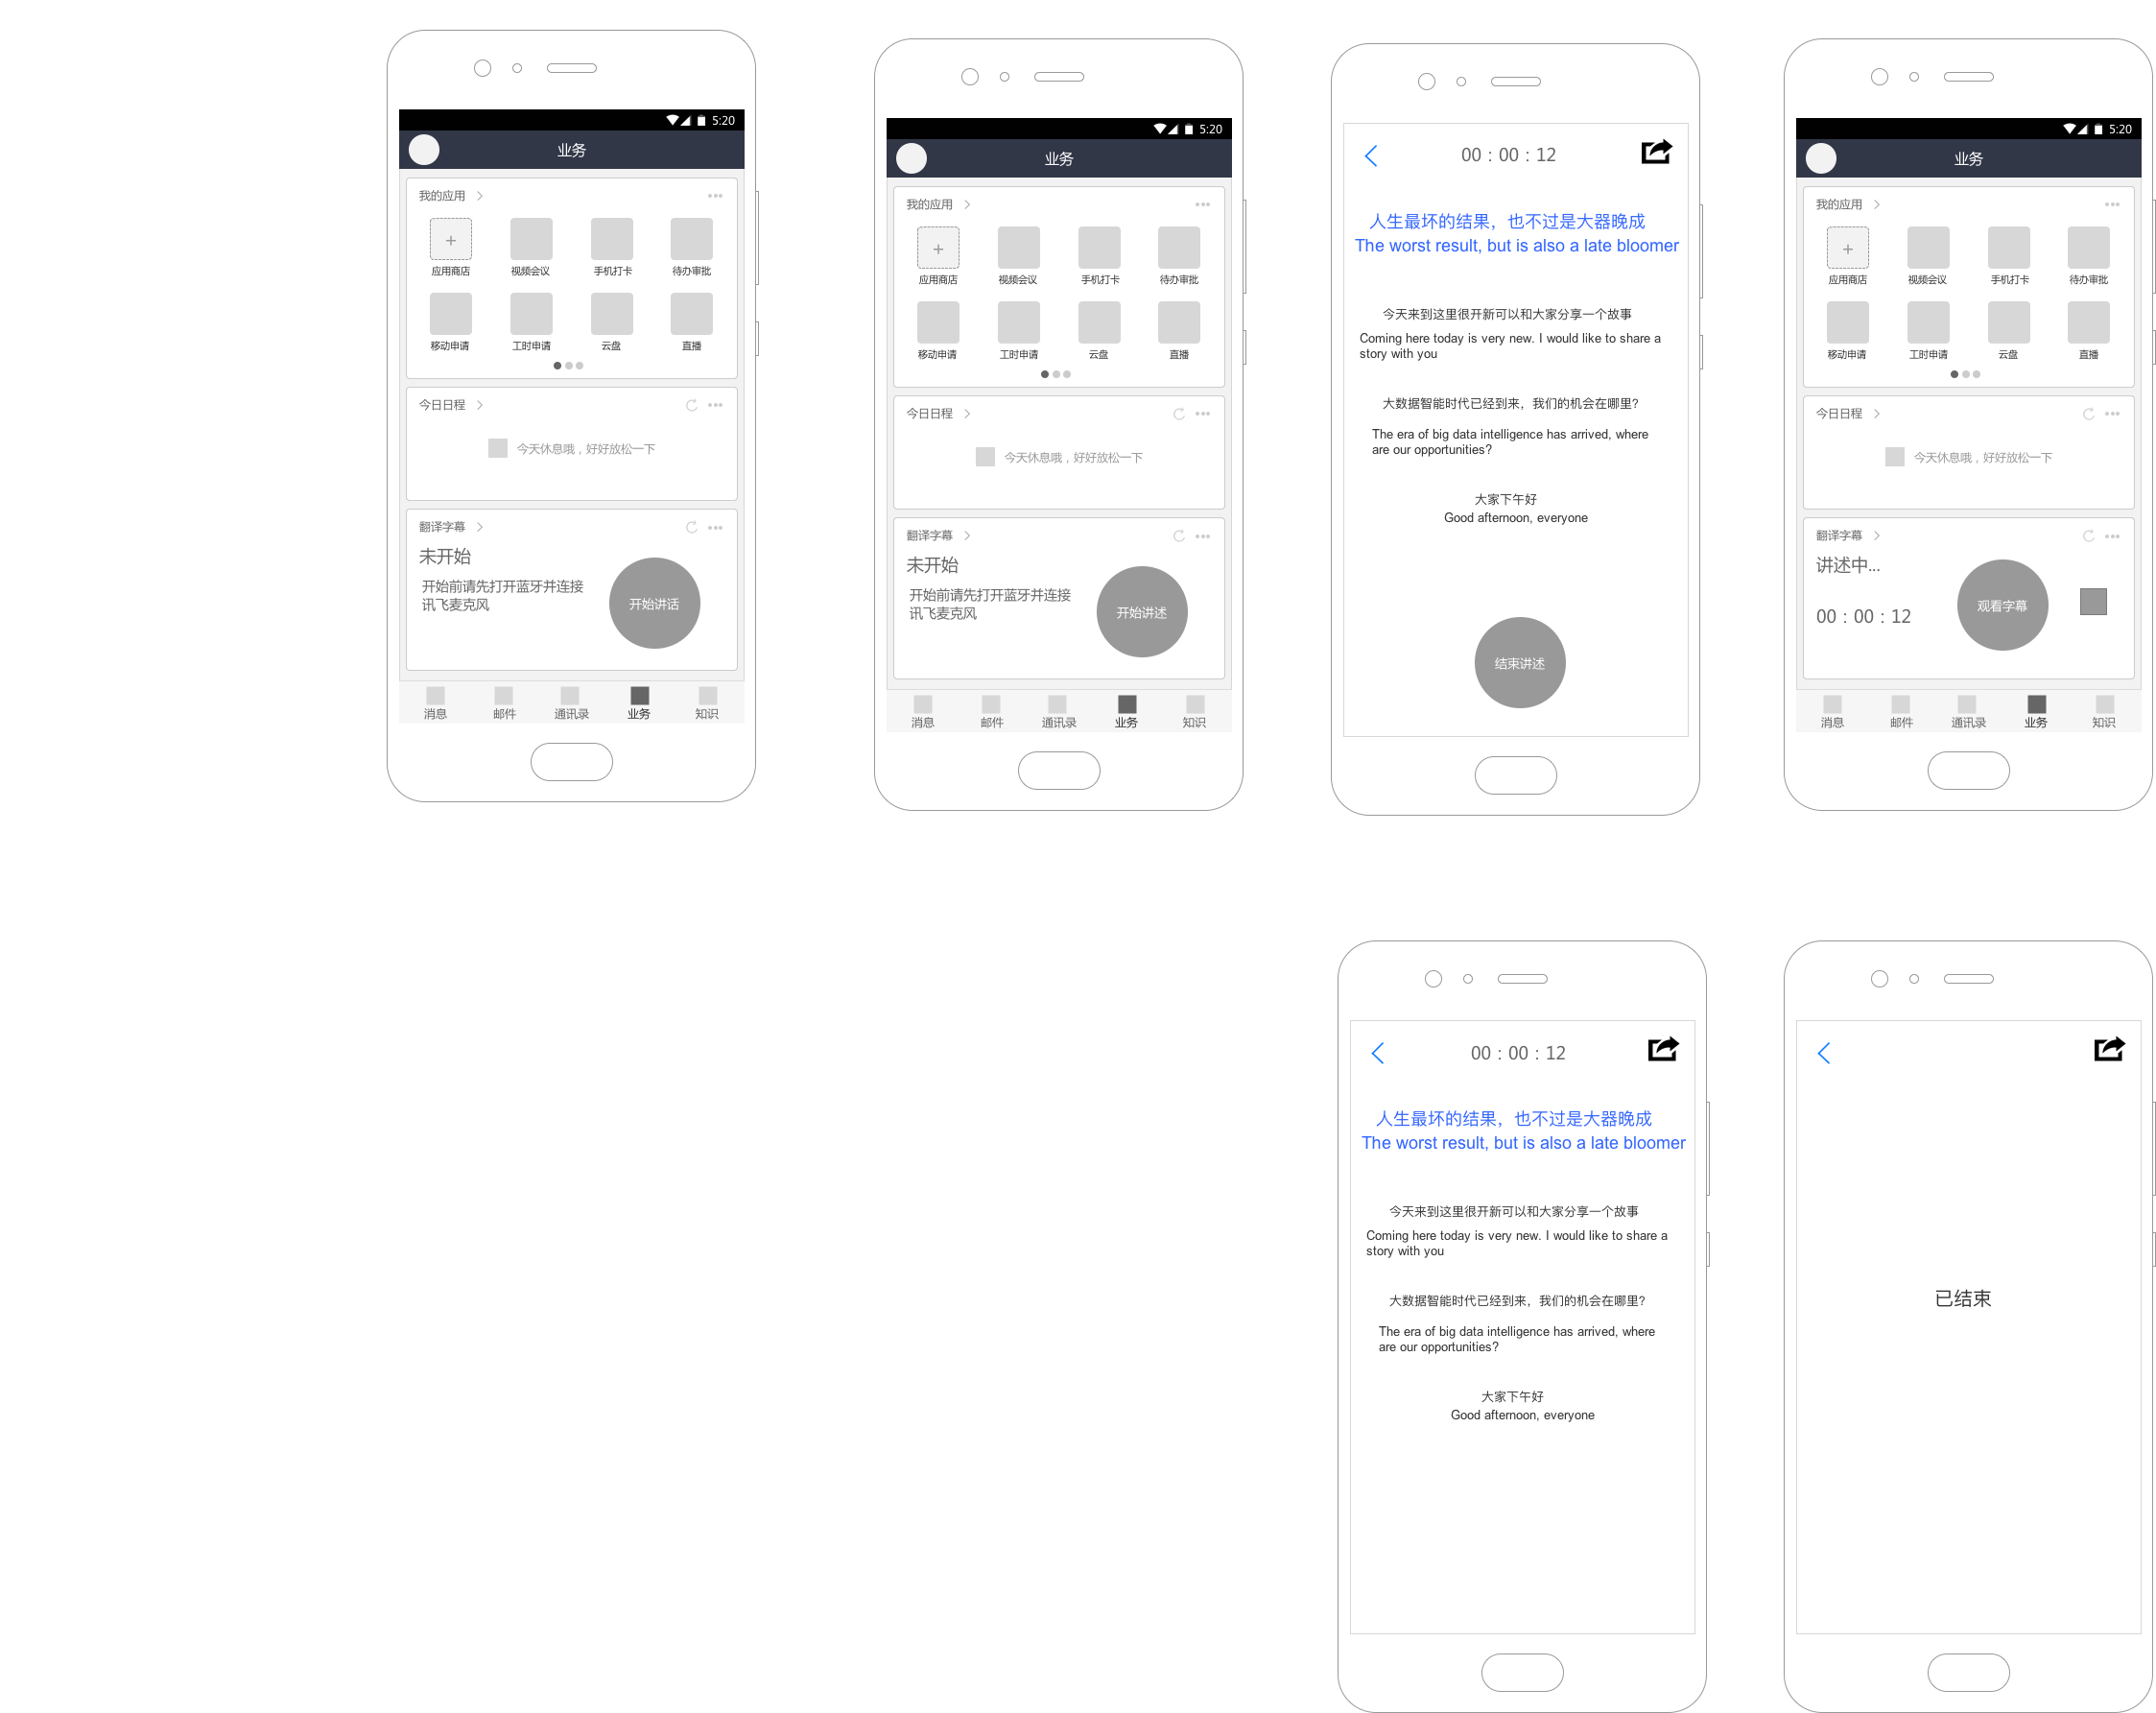 5:20
业务
我的应用
+
应用商店
视频会议
手机打卡
待办审批
移动申请
工时申请
云盘
直播
今日日程
今天休息哦，好好放松一下
翻译字幕
未开始
开始前请先打开蓝牙并连接
讯飞麦克风
开始讲话
消息
邮件
通讯录
业务
知识
5:20
业务
我的应用
+
应用商店
视频会议
手机打卡
待办审批
移动申请
工时申请
云盘
直播
今日日程
今天休息哦，好好放松一下
翻译字幕
未开始
开始前请先打开蓝牙并连接
讯飞麦克风
开始讲述
消息
邮件
通讯录
业务
知识
00：00：12
人生最坏的结果，也不过是大器晚成
The worst result, but is also a late bloomer
今天来到这里很开新可以和大家分享一个故事
Coming here today is very new. I would like to share a
story with you
大数据智能时代已经到来，我们的机会在哪里？
The era of big data intelligence has arrived, where
are our opportunities?
大家下午好
Good afternoon, everyone
结束讲述
5:20
业务
我的应用
+
应用商店
视频会议
手机打卡
待办审批
移动申请
工时申请
云盘
直播
今日日程
今天休息哦，好好放松一下
翻译字幕
讲述中...
00：00：12
观看字幕
消息
邮件
通讯录
业务
知识
00：00：12
人生最坏的结果，也不过是大器晚成
The worst result, but is also a late bloomer
今天来到这里很开新可以和大家分享一个故事
Coming here today is very new. I would like to share a
story with you
大数据智能时代已经到来，我们的机会在哪里？
The era of big data intelligence has arrived, where
are our opportunities?
大家下午好
Good afternoon, everyone
已结束